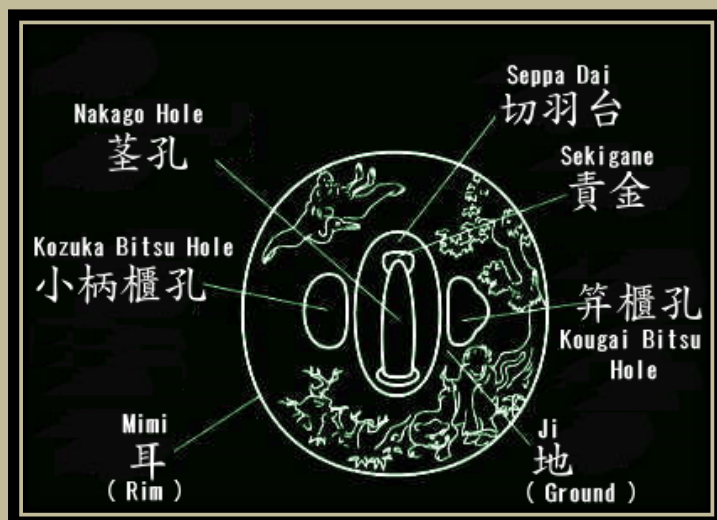 Seppa Dai
切羽台
Nakago Hole
茎孔
Sekigane
責金
Kozuka Bitsu Hole
小柄櫃孔
笄櫃孔
Kougai Bitsu
Hole
Mimi
耳
( Rim )
Ji
地
( Ground )